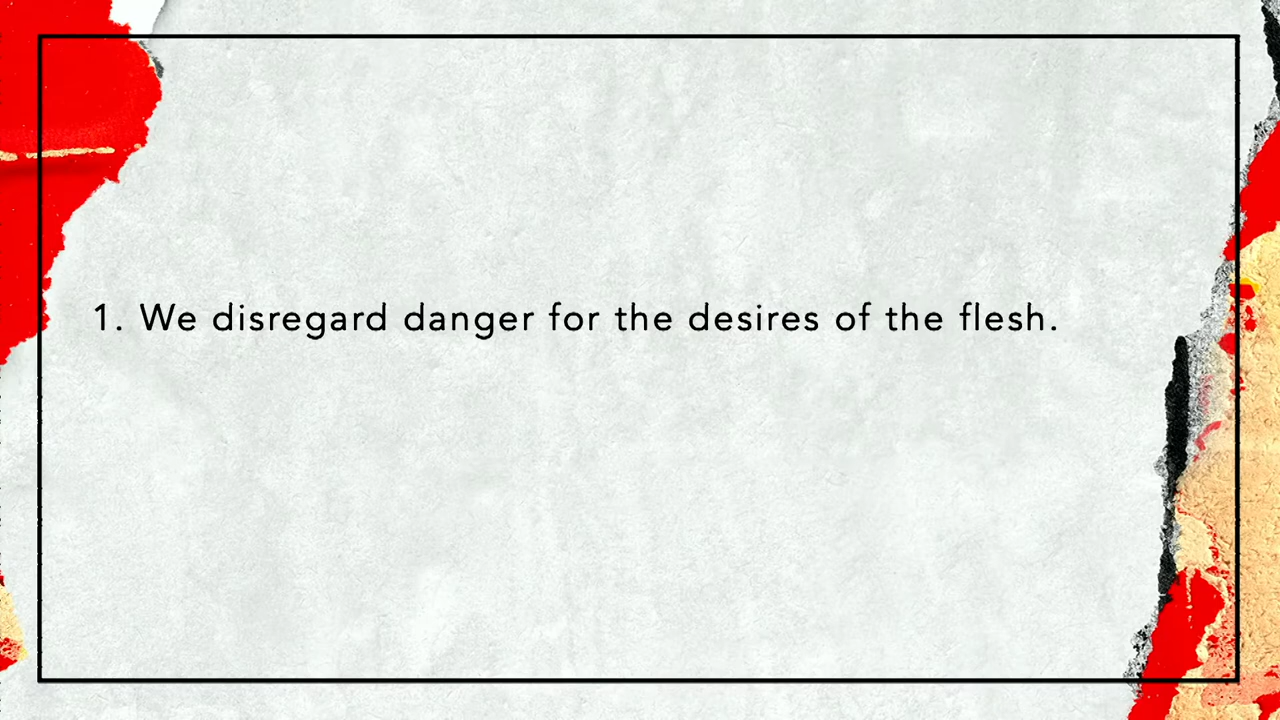 1. We disregard danger for the desires of the flesh.